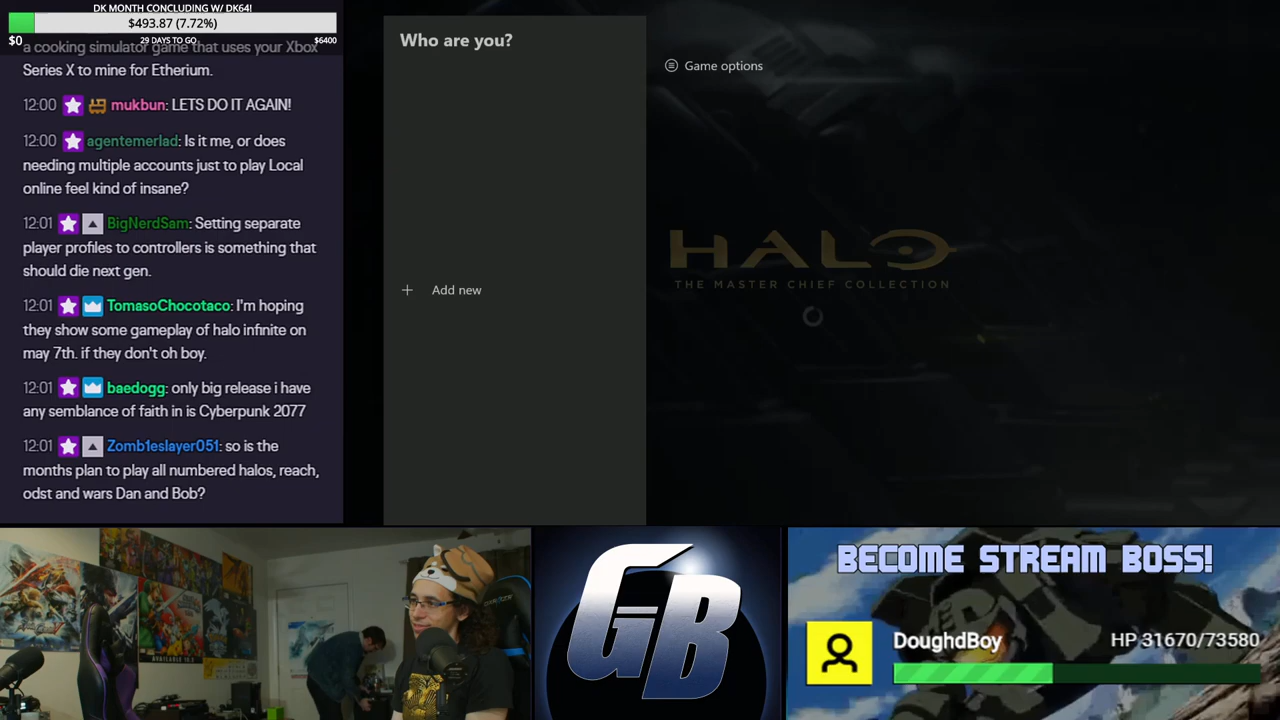 DK MONTH CONCLUDING W/ DK64!
$493.87 (7.72%)
$0
29 DAYS TO GO
$6400
a cooking simulator game that uses your Xbox
Series X to mine for Etherium.
12:00 mukbun: LETS DO IT AGAIN!
12:00 agentemerlad: Is it me, or does
needing multiple accounts just to play Local
online feel kind of insane?
12:01 BigNerdSam: Setting separate
player profiles to controllers is something that
should die next gen.
12:01 TomasoChocotaco: I'm hoping
they show some gameplay of halo infinite on
may 7th. if they don't oh boy.
12:01 baedogg: only big release i have
any semblance of faith in is Cyberpunk 2077
12:01 Zomb1eslayer051: so is the
months plan to play all numbered halos, reach,
odst and wars Dan and Bob?
Who are you?
+ Add new
Game options
HALO
THE MASTER CHIEF COLLECTION
GB
BECOME STREAM BOSS!
DoughdBoy
HP 31670/73580